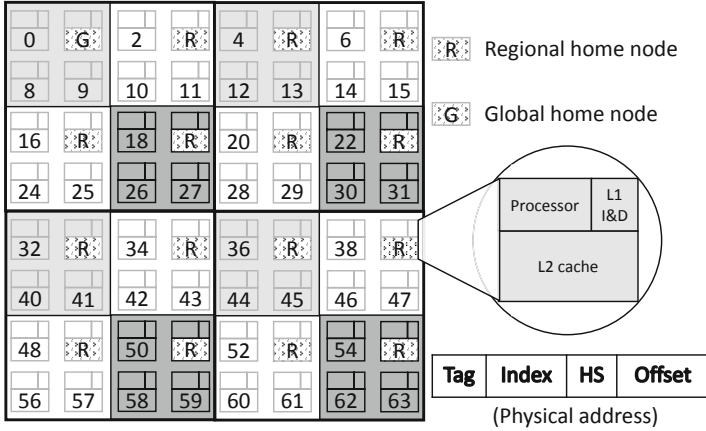 0 G 2 R 4 R 6 R
8 9 10 11 12 13 14 15
16 R 18 R 20 R 22 R
24 25 26 27 28 29 30 31
32 R 34 R 36 R 38 R
40 41 42 43 44 45 46 47
48 R 50 R 52 R 54 R
56 57 58 59 60 61 62 63
R Regional home node
G Global home node
Processor
L1
I&D
L2 cache
Tag Index HS Offset
(Physical address)